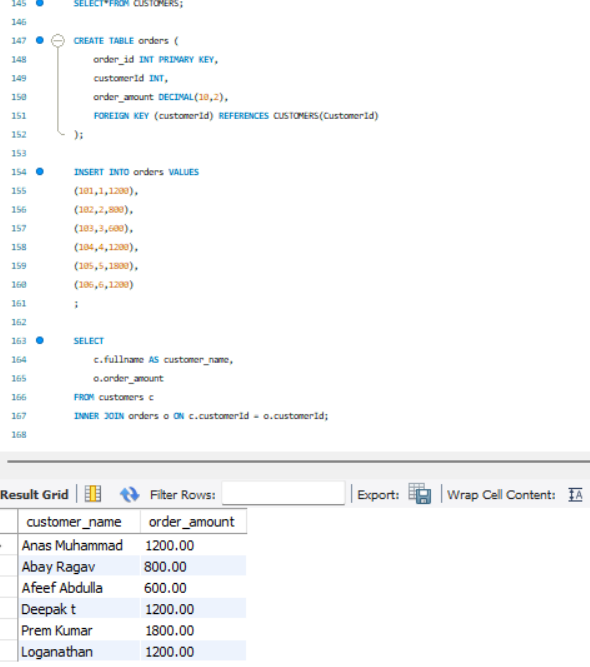 145 SELECT*FROM CUSTOMERS;
146
147 CREATE TABLE orders (
148 order_id INT PRIMARY KEY,
149 customerId INT,
150 order_amount DECIMAL(10,2),
151 FOREIGN KEY (customerId) REFERENCES CUSTOMERS(CustomerId)
152 );
153
154 INSERT INTO orders VALUES
155 (101,1,1200),
156 (102,2,800),
157 (103,3,600),
158 (104,4,1200),
159 (105,5,1800),
160 (106,6,1200)
161 ;
162
163 SELECT
164 c.fullname AS customer_name,
165 o.order_amount
166 FROM customers c
167 INNER JOIN orders o ON c.customerId = o.customerId;
168
Result Grid Filter Rows: Export: Wrap Cell Content: IA
customer_name order_amount
Anas Muhammad 1200.00
Abay Ragav 800.00
Afeef Abdulla 600.00
Deepak t 1200.00
Prem Kumar 1800.00
Loganathan 1200.00